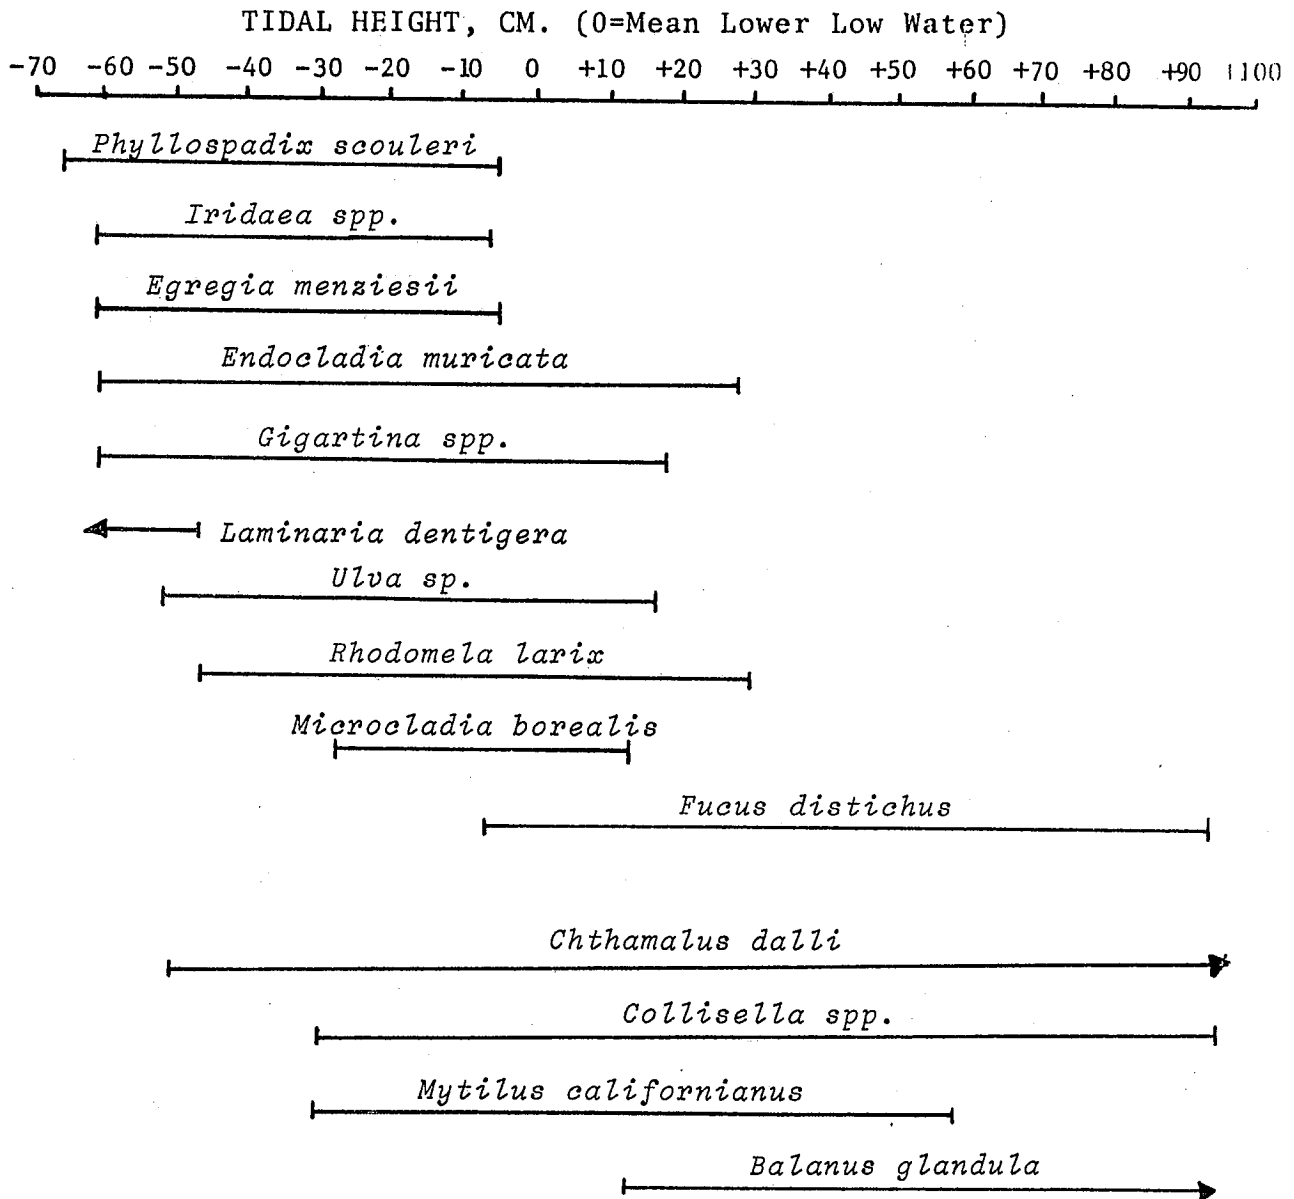 TIDAL HEIGHT, CM. (0=Mean Lower Low Water)
-70 -60 -50 -40 -30 -20 -10 0 +10 +20 +30 +40 +50 +60 +70 +80 +90 1100
Phyllospadix scouleri
Iridaea spp.
Egregia menziesii
Endocladia muricata
Gigartina spp.
Laminaria dentigera
Ulva sp.
Rhodomela larix
Microcladia borealis
Fucus distichus
Chthamalus dalli
Collisella spp.
Mytilus californianus
Balanus glandula